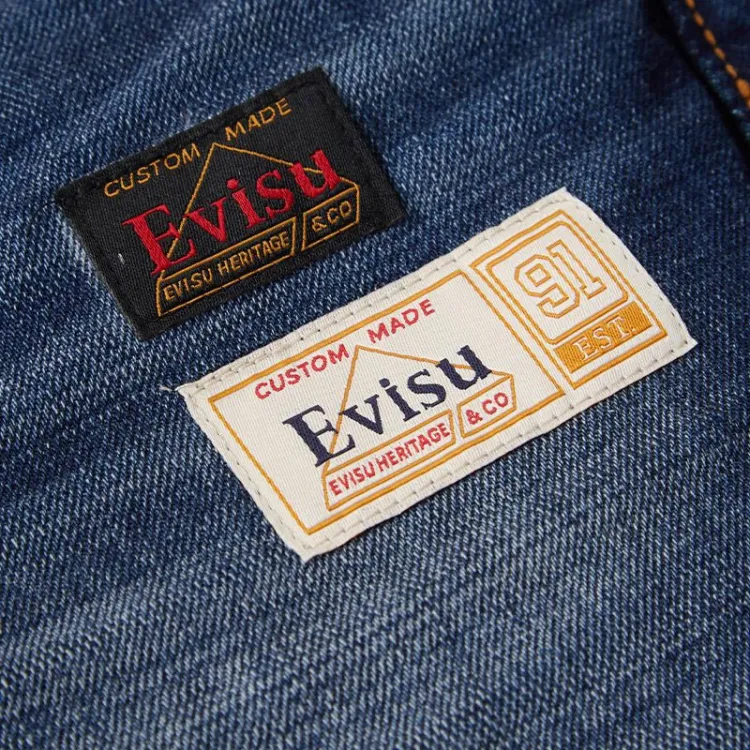 CUSTOM MADE
Evisu
EVISU HERITAGE & CO
CUSTOM MADE
Evisu
EVISU HERITAGE & CO
91
EST.